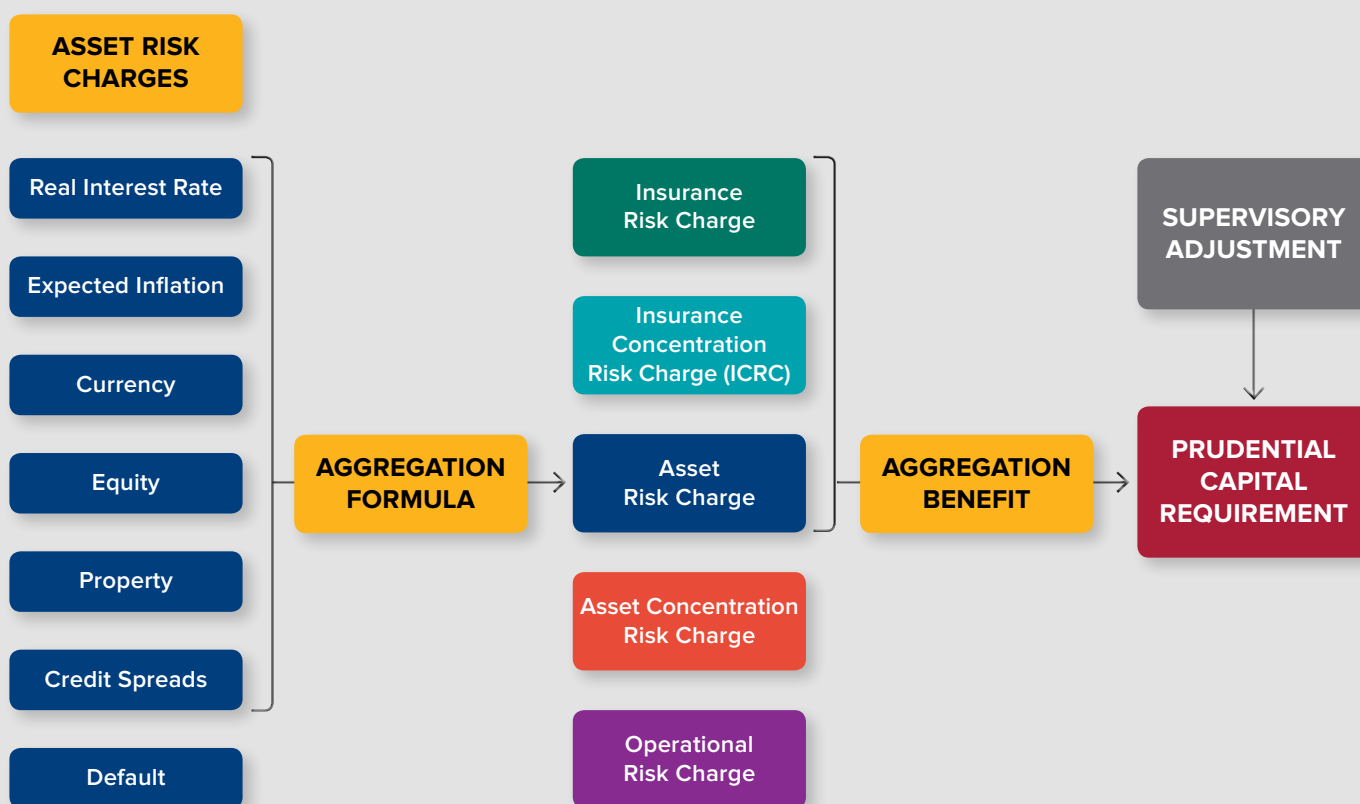 ASSET RISK
CHARGES
Real Interest Rate
Expected Inflation
Currency
Equity
Property
Credit Spreads
Default
AGGREGATION
FORMULA
Insurance
Risk Charge
Insurance
Concentration
Risk Charge (ICRC)
Asset
Risk Charge
Asset Concentration
Risk Charge
Operational
Risk Charge
AGGREGATION
BENEFIT
SUPERVISORY
ADJUSTMENT
PRUDENTIAL
CAPITAL
REQUIREMENT